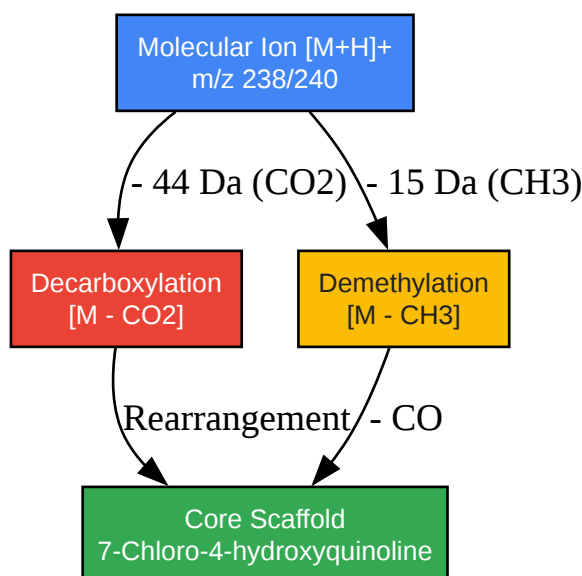 Molecular Ion [M+H]+
m/z 238/240
- 44 Da (CO2)
- 15 Da (CH3)
Decarboxylation
[M - CO2]
Demethylation
[M - CH3]
Rearrangement
- CO
Core Scaffold
7-Chloro-4-hydroxyquinoline